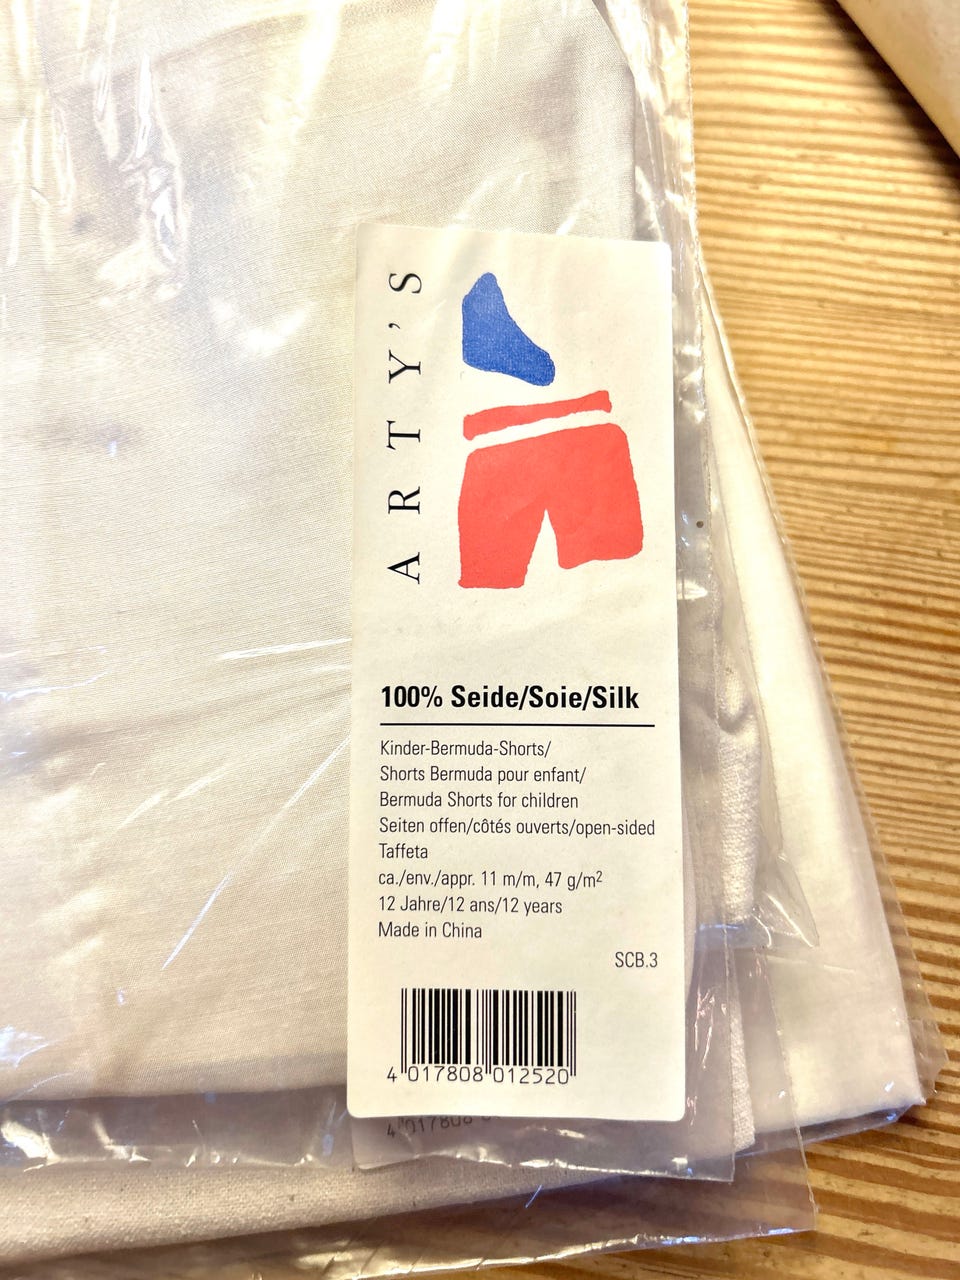 ARTY'S
100% Seide/Soie/Silk
Kinder-Bermuda-Shorts/
Shorts Bermuda pour enfant/
Bermuda Shorts for children
Seiten offen/côtés ouverts/open-sided
Taffeta
ca./env./appr. 11 m/m, 47 g/m²
12 Jahre/12 ans/12 years
Made in China
SCB.3
4 017808 012520
4 017808